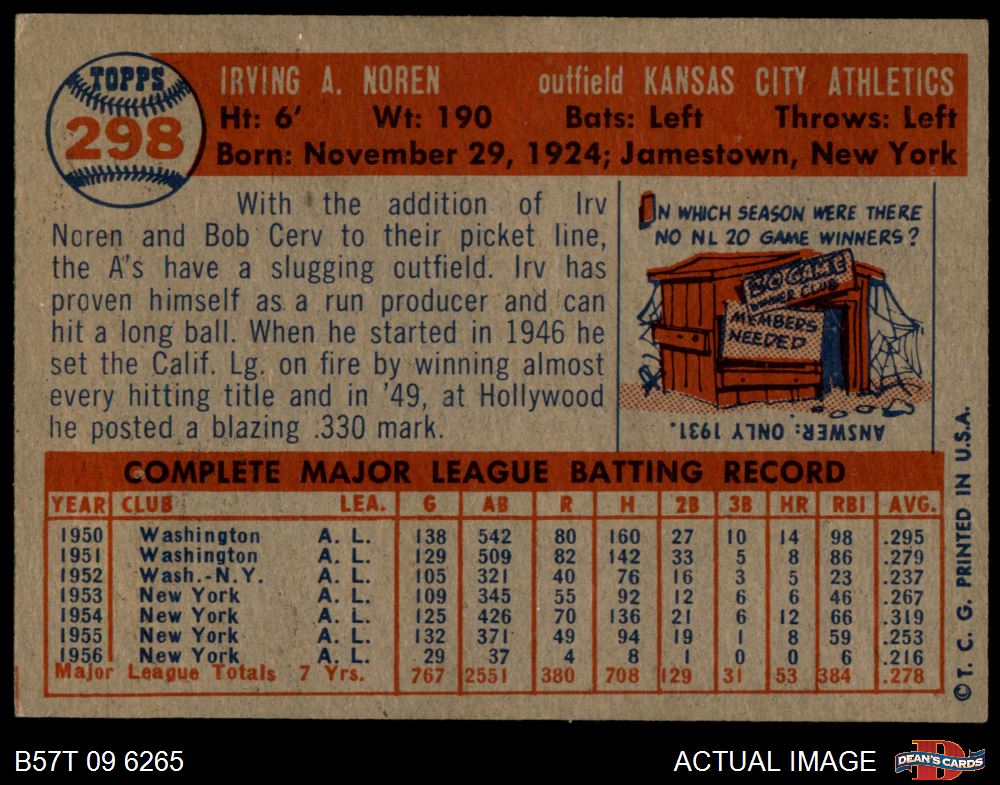 TOPPS
298
IRVING A. NOREN outfield KANSAS CITY ATHLETICS
Ht: 6' Wt: 190 Bats: Left Throws: Left
Born: November 29, 1924; Jamestown, New York
With the addition of Irv
Noren and Bob Cerv to their picket line,
the A's have a slugging outfield. Irv has
proven himself as a run producer and can
hit a long ball. When he started in 1946 he
set the Calif. Lg. on fire by winning almost
every hitting title and in '49, at Hollywood
he posted a blazing .330 mark.
IN WHICH SEASON WERE THERE
NO NL 20 GAME WINNERS?
20 GAME
WINNER CLUB
MEMBERS
NEEDED
ANSWER: ONLY 1931.
COMPLETE MAJOR LEAGUE BATTING RECORD
YEAR CLUB LEA. G AB R H 2B 3B HR RBI AVG.
1950 Washington A. L. 138 542 80 160 27 10 14 98 .295
1951 Washington A. L. 129 509 82 142 33 5 8 86 .279
1952 Wash.-N.Y. A. L. 105 321 40 76 16 3 5 23 .237
1953 New York A. L. 109 345 55 92 12 6 6 46 .267
1954 New York A. L. 125 426 70 136 21 6 12 66 .319
1955 New York A. L. 132 371 49 94 19 1 8 59 .253
1956 New York A. L. 29 37 4 8 1 0 0 6 .216
Major League Totals 7 Yrs. 767 2551 380 708 129 31 53 384 .278
©T. C. G. PRINTED IN U.S.A.
B57T 09 6265
ACTUAL IMAGE
DEAN'S CARDS